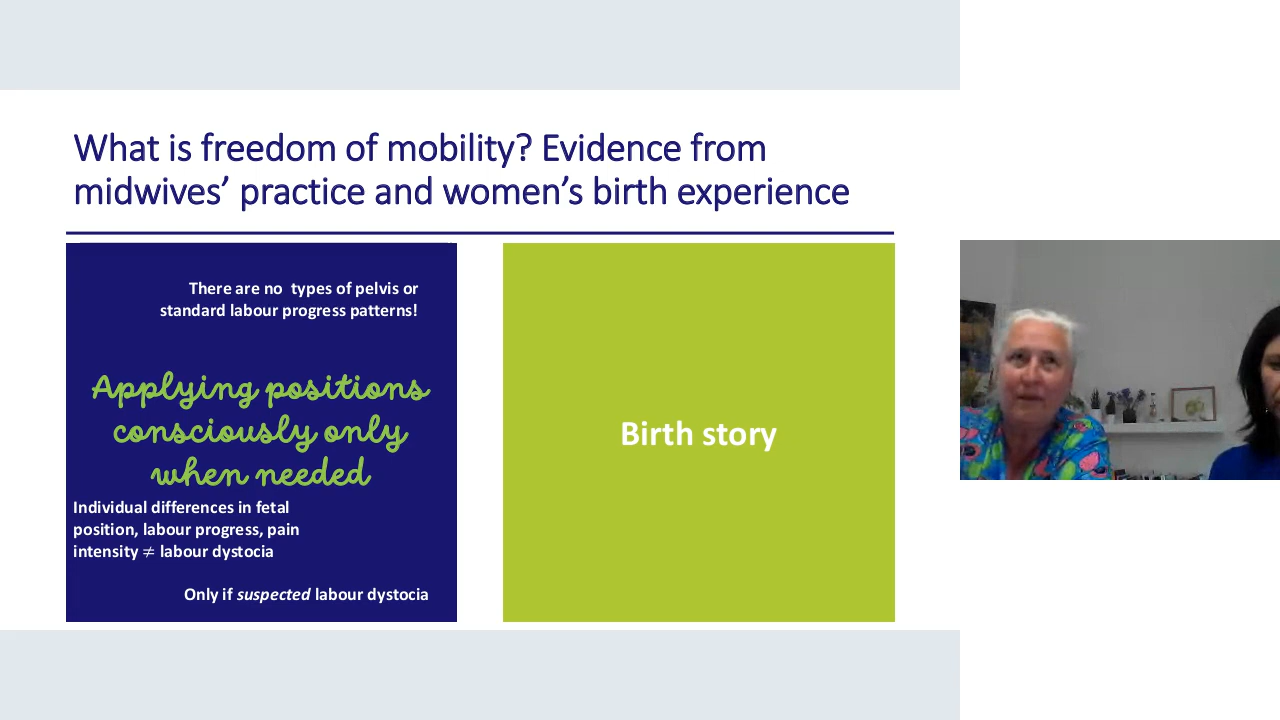 What is freedom of mobility? Evidence from
midwives’ practice and women’s birth experience
There are no  types of pelvis or
standard labour progress patterns!
Applying positions
consciously only
when needed
Individual differences in fetal
position, labour progress, pain
intensity ≠ labour dystocia
Only if suspected labour dystocia
Birth story